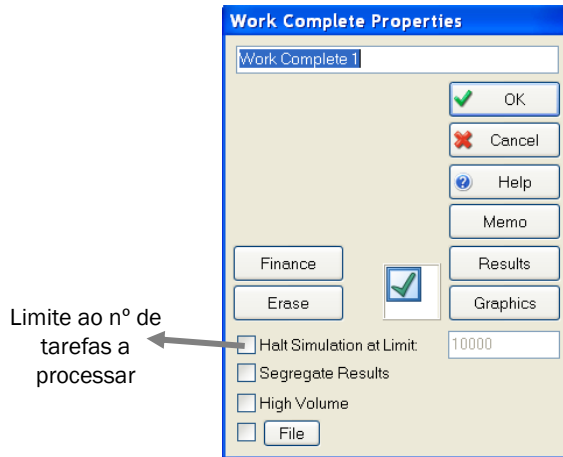 Work Complete Properties
Work Complete 1
OK
Cancel
Help
Memo
Finance
Results
Erase
Graphics
Limite ao nº de
tarefas a
processar
Halt Simulation at Limit:
10000
Segregate Results
High Volume
File